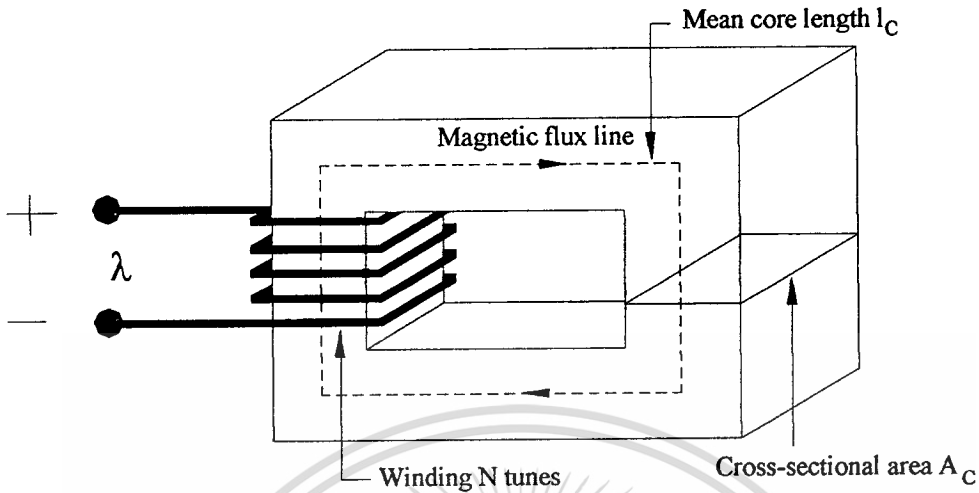 Mean core length l_C
Magnetic flux line
+
λ
−
Winding N tunes
Cross-sectional area A_C